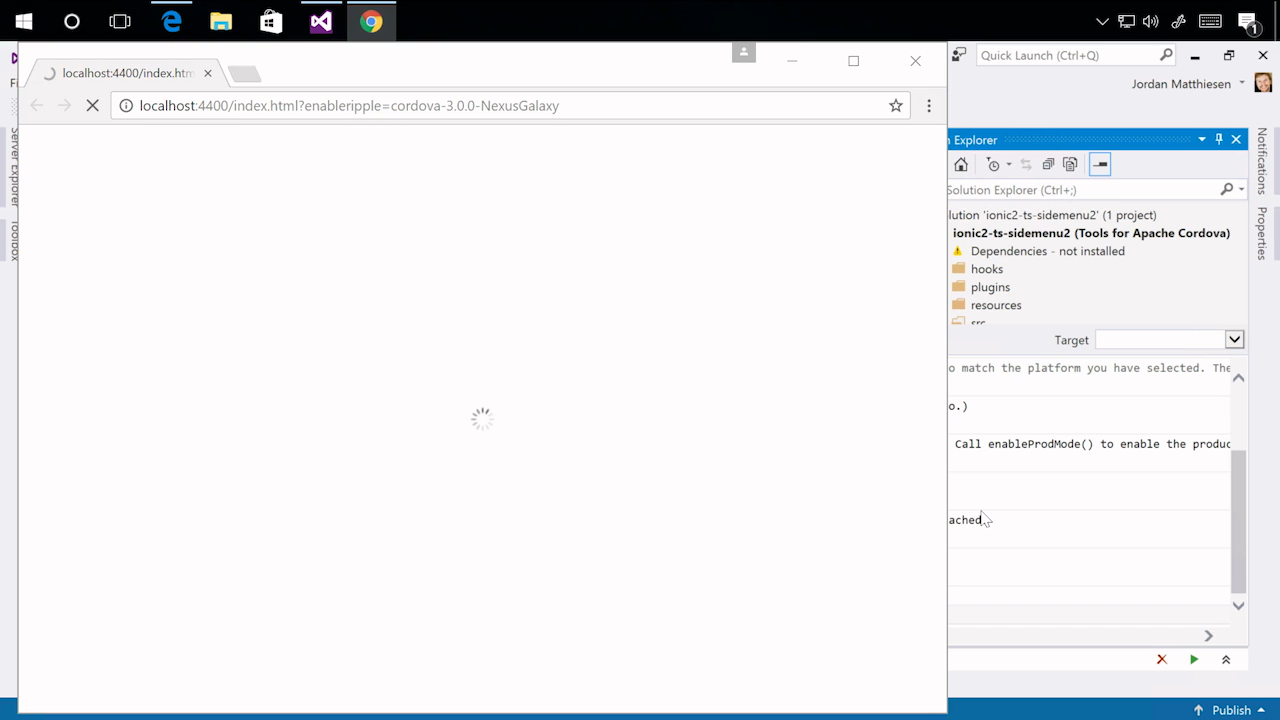 1
localhost:4400/index.htm
localhost:4400/index.html?enableripple=cordova-3.0.0-NexusGalaxy
Quick Launch (Ctrl+Q)
Jordan Matthiesen
Fi
Server Explorer
Toolbox
n Explorer
Solution Explorer (Ctrl+;)
lution 'ionic2-ts-sidemenu2' (1 project)
ionic2-ts-sidemenu2 (Tools for Apache Cordova)
Dependencies - not installed
hooks
plugins
resources
src
Notifications
Properties
Target
o match the platform you have selected. The
o.)
Call enableProdMode() to enable the produc
ached
Publish